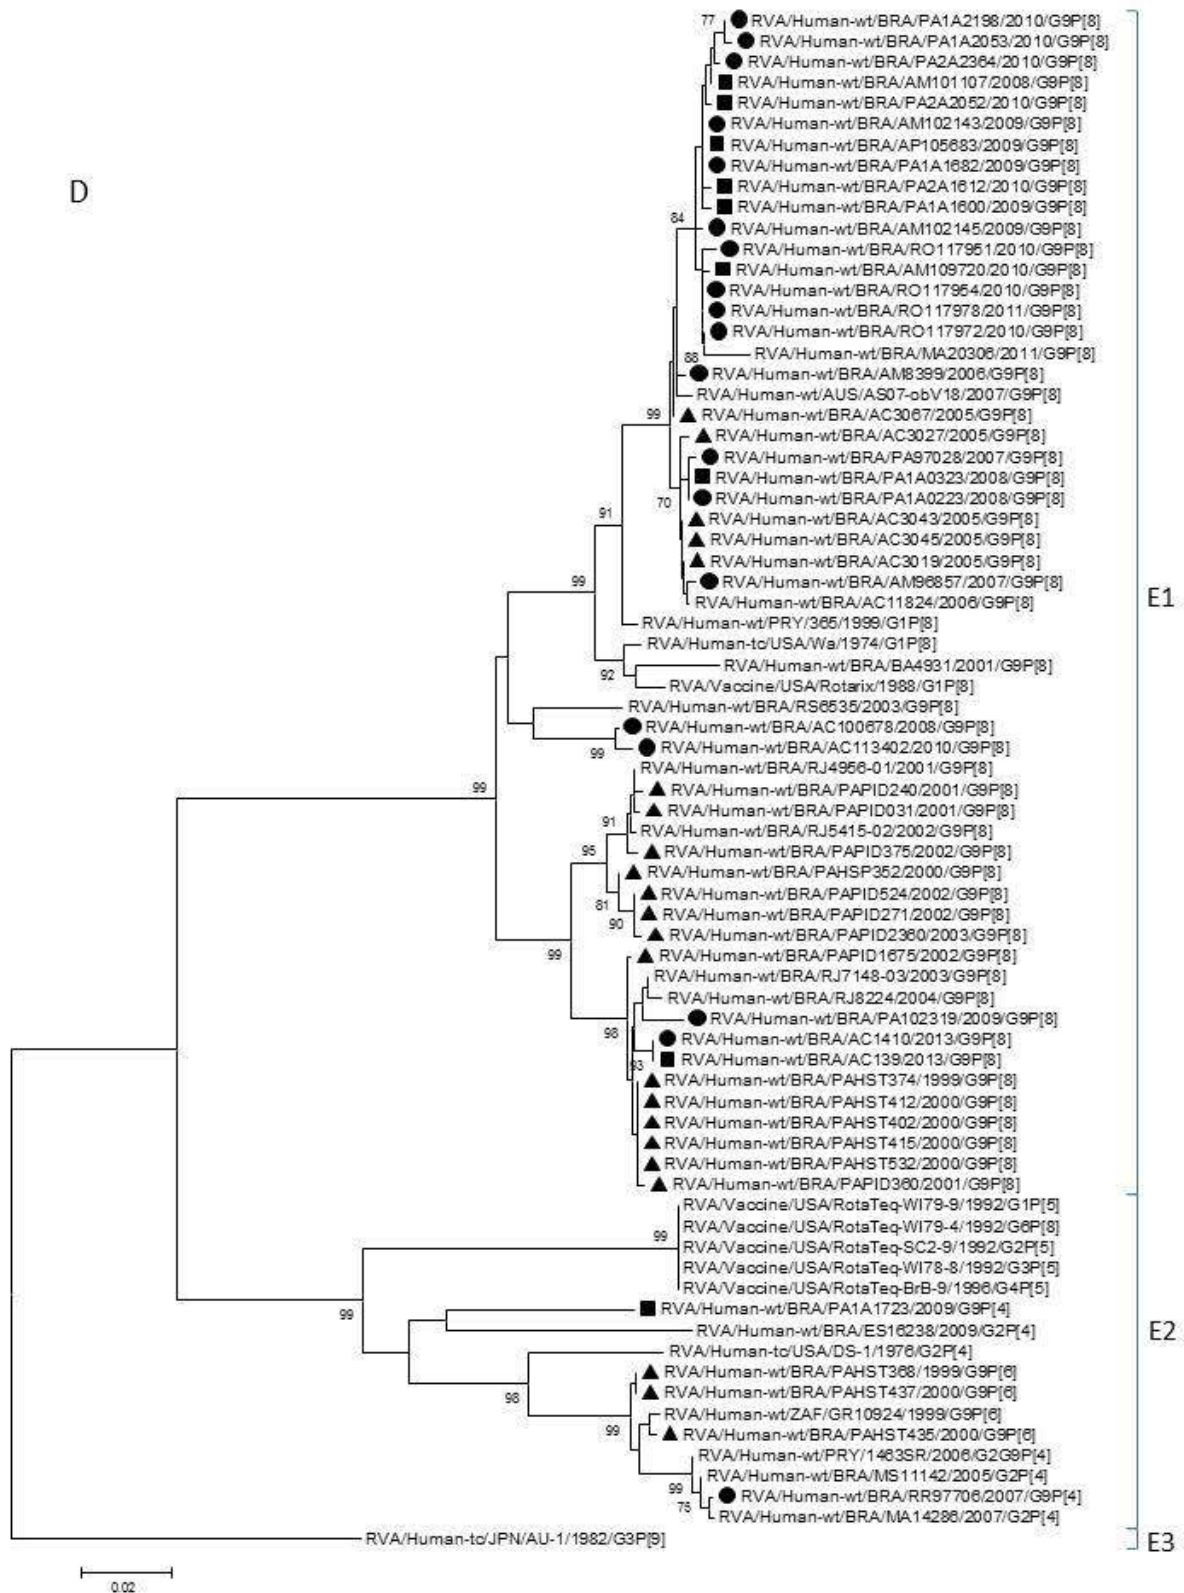 77
RVA/Human-wt/BRA/PA1A2198/2010/G9P[8]
RVA/Human-wt/BRA/PA1A2053/2010/G9P[8]
RVA/Human-wt/BRA/PA2A2364/2010/G9P[8]
RVA/Human-wt/BRA/AM101107/2008/G9P[8]
RVA/Human-wt/BRA/PA2A2052/2010/G9P[8]
RVA/Human-wt/BRA/AM102143/2009/G9P[8]
RVA/Human-wt/BRA/AP105683/2009/G9P[8]
RVA/Human-wt/BRA/PA1A1682/2009/G9P[8]
D
RVA/Human-wt/BRA/PA2A1612/2010/G9P[8]
RVA/Human-wt/BRA/PA1A1600/2009/G9P[8]
84
RVA/Human-wt/BRA/AM102145/2009/G9P[8]
RVA/Human-wt/BRA/RO117951/2010/G9P[8]
RVA/Human-wt/BRA/AM109720/2010/G9P[8]
RVA/Human-wt/BRA/RO117954/2010/G9P[8]
RVA/Human-wt/BRA/RO117978/2011/G9P[8]
RVA/Human-wt/BRA/RO117972/2010/G9P[8]
RVA/Human-wt/BRA/MA20306/2011/G9P[8]
88
RVA/Human-wt/BRA/AM8399/2006/G9P[8]
RVA/Human-wt/AUS/AS07-obV18/2007/G9P[8]
99
RVA/Human-wt/BRA/AC3067/2005/G9P[8]
RVA/Human-wt/BRA/AC3027/2005/G9P[8]
RVA/Human-wt/BRA/PA97028/2007/G9P[8]
RVA/Human-wt/BRA/PA1A0323/2008/G9P[8]
70
RVA/Human-wt/BRA/PA1A0223/2008/G9P[8]
91
RVA/Human-wt/BRA/AC3043/2005/G9P[8]
RVA/Human-wt/BRA/AC3045/2005/G9P[8]
RVA/Human-wt/BRA/AC3019/2005/G9P[8]
99
RVA/Human-wt/BRA/AM96857/2007/G9P[8]
RVA/Human-wt/BRA/AC11824/2006/G9P[8]
E1
RVA/Human-wt/PRY/365/1999/G1P[8]
RVA/Human-tc/USA/Wa/1974/G1P[8]
RVA/Human-wt/BRA/BA4931/2001/G9P[8]
92
RVA/Vaccine/USA/Rotarix/1988/G1P[8]
RVA/Human-wt/BRA/RS6535/2003/G9P[8]
RVA/Human-wt/BRA/AC100678/2008/G9P[8]
99
RVA/Human-wt/BRA/AC113402/2010/G9P[8]
RVA/Human-wt/BRA/RJ4956-01/2001/G9P[8]
99
RVA/Human-wt/BRA/PAPID240/2001/G9P[8]
RVA/Human-wt/BRA/PAPID031/2001/G9P[8]
91
RVA/Human-wt/BRA/RJ5415-02/2002/G9P[8]
95
RVA/Human-wt/BRA/PAPID375/2002/G9P[8]
RVA/Human-wt/BRA/PAHSP352/2000/G9P[8]
RVA/Human-wt/BRA/PAPID524/2002/G9P[8]
81
RVA/Human-wt/BRA/PAPID271/2002/G9P[8]
90
RVA/Human-wt/BRA/PAPID2360/2003/G9P[8]
99
RVA/Human-wt/BRA/PAPID1675/2002/G9P[8]
RVA/Human-wt/BRA/RJ7148-03/2003/G9P[8]
RVA/Human-wt/BRA/RJ8224/2004/G9P[8]
RVA/Human-wt/BRA/PA102319/2009/G9P[8]
98
RVA/Human-wt/BRA/AC1410/2013/G9P[8]
RVA/Human-wt/BRA/AC139/2013/G9P[8]
93
RVA/Human-wt/BRA/PAHST374/1999/G9P[8]
RVA/Human-wt/BRA/PAHST412/2000/G9P[8]
RVA/Human-wt/BRA/PAHST402/2000/G9P[8]
RVA/Human-wt/BRA/PAHST415/2000/G9P[8]
RVA/Human-wt/BRA/PAHST532/2000/G9P[8]
RVA/Human-wt/BRA/PAPID360/2001/G9P[8]
RVA/Vaccine/USA/RotaTeq-WI79-9/1992/G1P[5]
RVA/Vaccine/USA/RotaTeq-WI79-4/1992/G6P[8]
99
RVA/Vaccine/USA/RotaTeq-SC2-9/1992/G2P[5]
RVA/Vaccine/USA/RotaTeq-WI78-8/1992/G3P[5]
RVA/Vaccine/USA/RotaTeq-BrB-9/1996/G4P[5]
99
RVA/Human-wt/BRA/PA1A1723/2009/G9P[4]
RVA/Human-wt/BRA/ES16238/2009/G2P[4]
E2
RVA/Human-tc/USA/DS-1/1976/G2P[4]
RVA/Human-wt/BRA/PAHST368/1999/G9P[6]
98
RVA/Human-wt/BRA/PAHST437/2000/G9P[6]
RVA/Human-wt/ZAF/GR10924/1999/G9P[6]
99
RVA/Human-wt/BRA/PAHST435/2000/G9P[6]
RVA/Human-wt/PRY/1463SR/2006/G2G9P[4]
RVA/Human-wt/BRA/MS11142/2005/G2P[4]
99
RVA/Human-wt/BRA/RR97706/2007/G9P[4]
75
RVA/Human-wt/BRA/MA14286/2007/G2P[4]
RVA/Human-tc/JPN/AU-1/1982/G3P[9]
E3
0.02